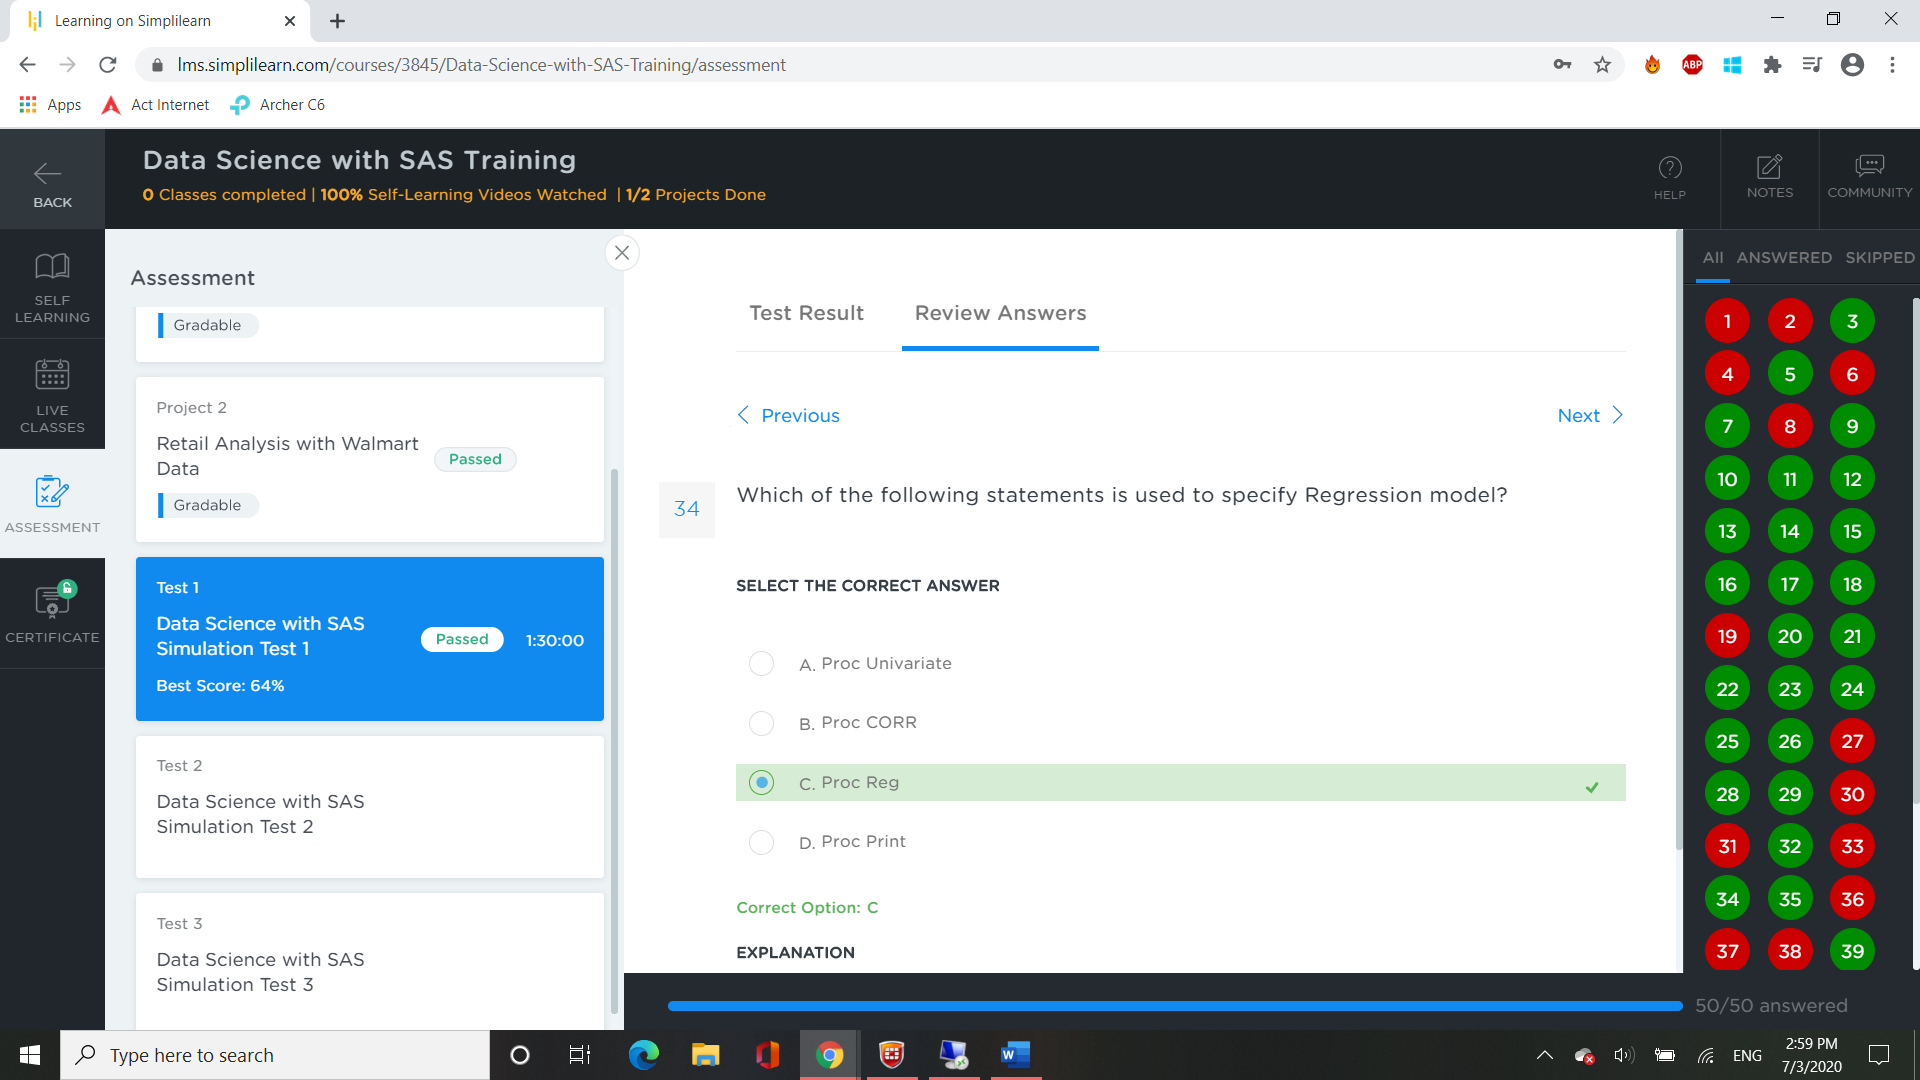 Learning on Simplilearn
lms.simplilearn.com/courses/3845/Data-Science-with-SAS-Training/assessment
ABP
Apps
Act Internet
Archer C6
BACK
Data Science with SAS Training
0 Classes completed | 100% Self-Learning Videos Watched | 1/2 Projects Done
HELP
NOTES
COMMUNITY
SELF
LEARNING
LIVE
CLASSES
ASSESSMENT
CERTIFICATE
Assessment
Gradable
Project 2
Retail Analysis with Walmart
Data
Passed
Gradable
Test 1
Data Science with SAS
Simulation Test 1
Passed
1:30:00
Best Score: 64%
Test 2
Data Science with SAS
Simulation Test 2
Test 3
Data Science with SAS
Simulation Test 3
Test Result
Review Answers
Previous
Next
34
Which of the following statements is used to specify Regression model?
SELECT THE CORRECT ANSWER
A. Proc Univariate
B. Proc CORR
C. Proc Reg
D. Proc Print
Correct Option: C
EXPLANATION
All ANSWERED SKIPPED
1 2 3
4 5 6
7 8 9
10 11 12
13 14 15
16 17 18
19 20 21
22 23 24
25 26 27
28 29 30
31 32 33
34 35 36
37 38 39
50/50 answered
Type here to search
ENG
2:59 PM
7/3/2020